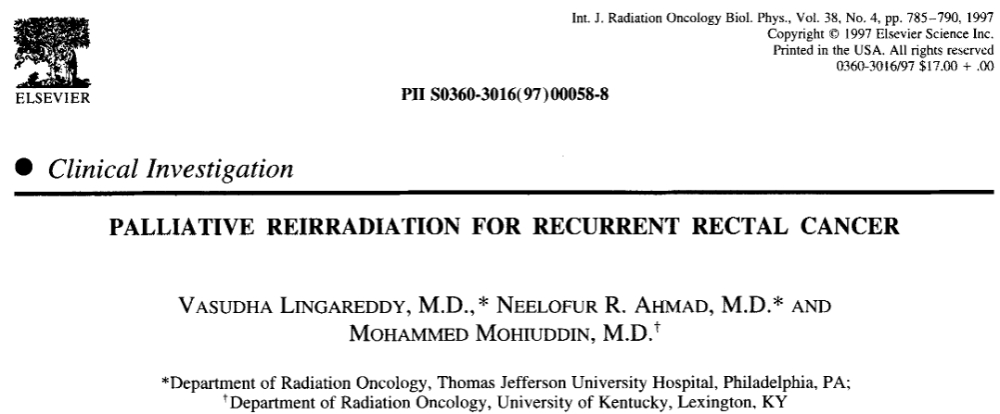 Int. J. Radiation Oncology Biol. Phys., Vol. 38, No. 4, pp. 785–790, 1997
Copyright © 1997 Elsevier Science Inc.
Printed in the USA. All rights reserved
0360-3016/97 $17.00 + .00
ELSEVIER
PII S0360-3016(97)00058-8
● Clinical Investigation
PALLIATIVE REIRRADIATION FOR RECURRENT RECTAL CANCER
VASUDHA LINGAREDDY, M.D.,* NEELOFUR R. AHMAD, M.D.* AND
MOHAMMED MOHIUDDIN, M.D.†
*Department of Radiation Oncology, Thomas Jefferson University Hospital, Philadelphia, PA;
†Department of Radiation Oncology, University of Kentucky, Lexington, KY